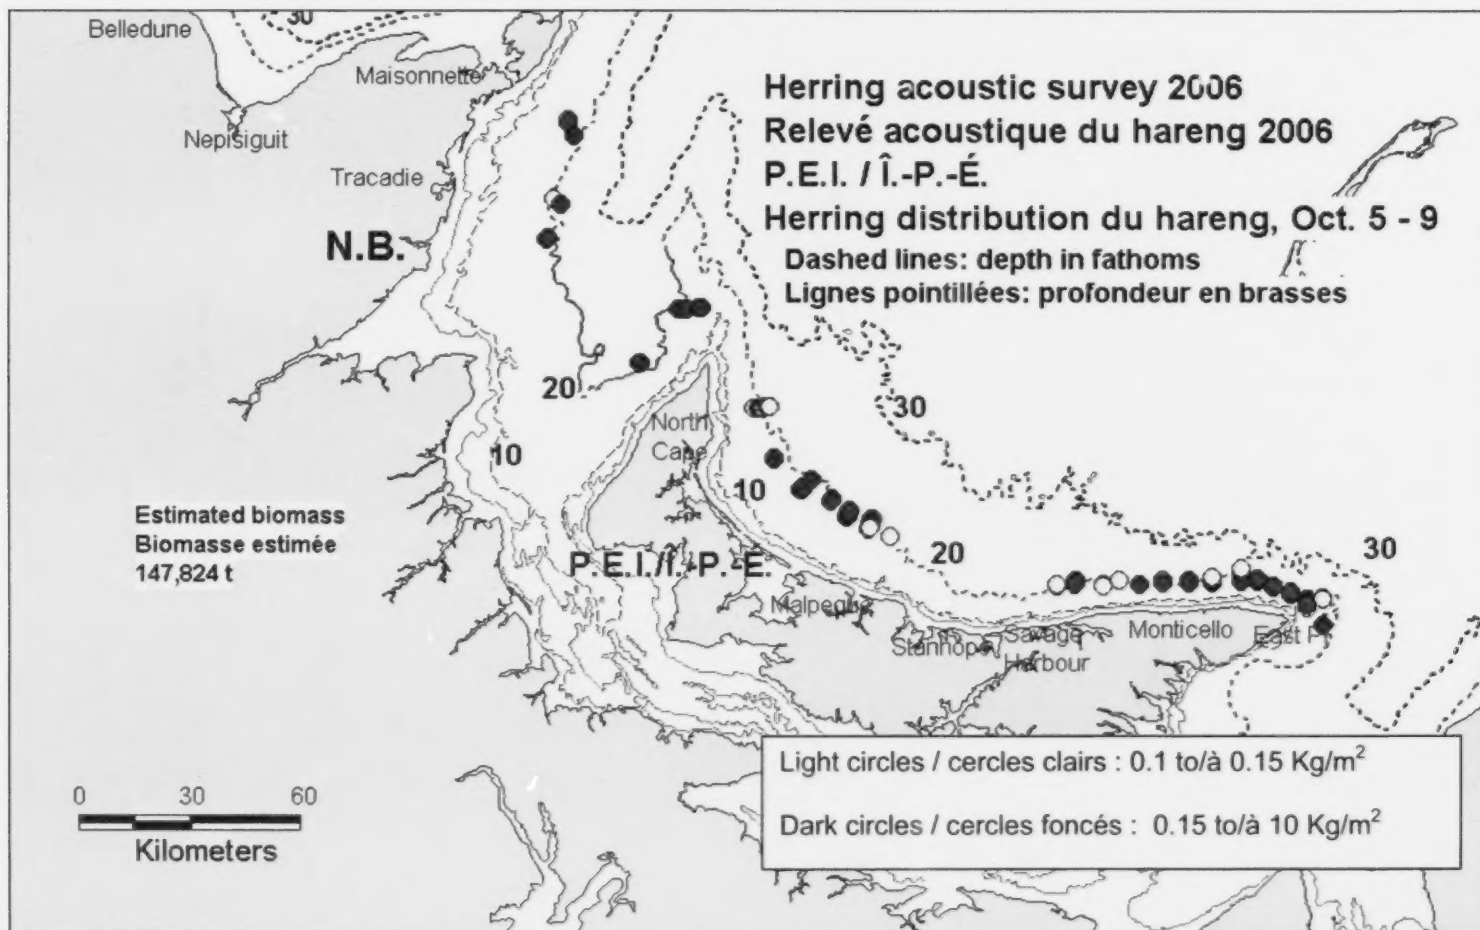 30
Belledune
Maisonnette
Nepisiguit
Tracadie
N.B.
Herring acoustic survey 2006
Relevé acoustique du hareng 2006
P.E.I. / Î.-P.-É.
Herring distribution du hareng, Oct. 5 - 9
Dashed lines: depth in fathoms
Lignes pointillées: profondeur en brasses
20
30
North
Cape
10
10
Estimated biomass
Biomasse estimée
147,824 t
20
30
P.E.I./Î.-P.-É.
Malpeque
Stanhope
Savage
Harbour
Monticello
East Pt
Light circles / cercles clairs : 0.1 to/à 0.15 Kg/m²
Dark circles / cercles foncés : 0.15 to/à 10 Kg/m²
0 30 60
Kilometers